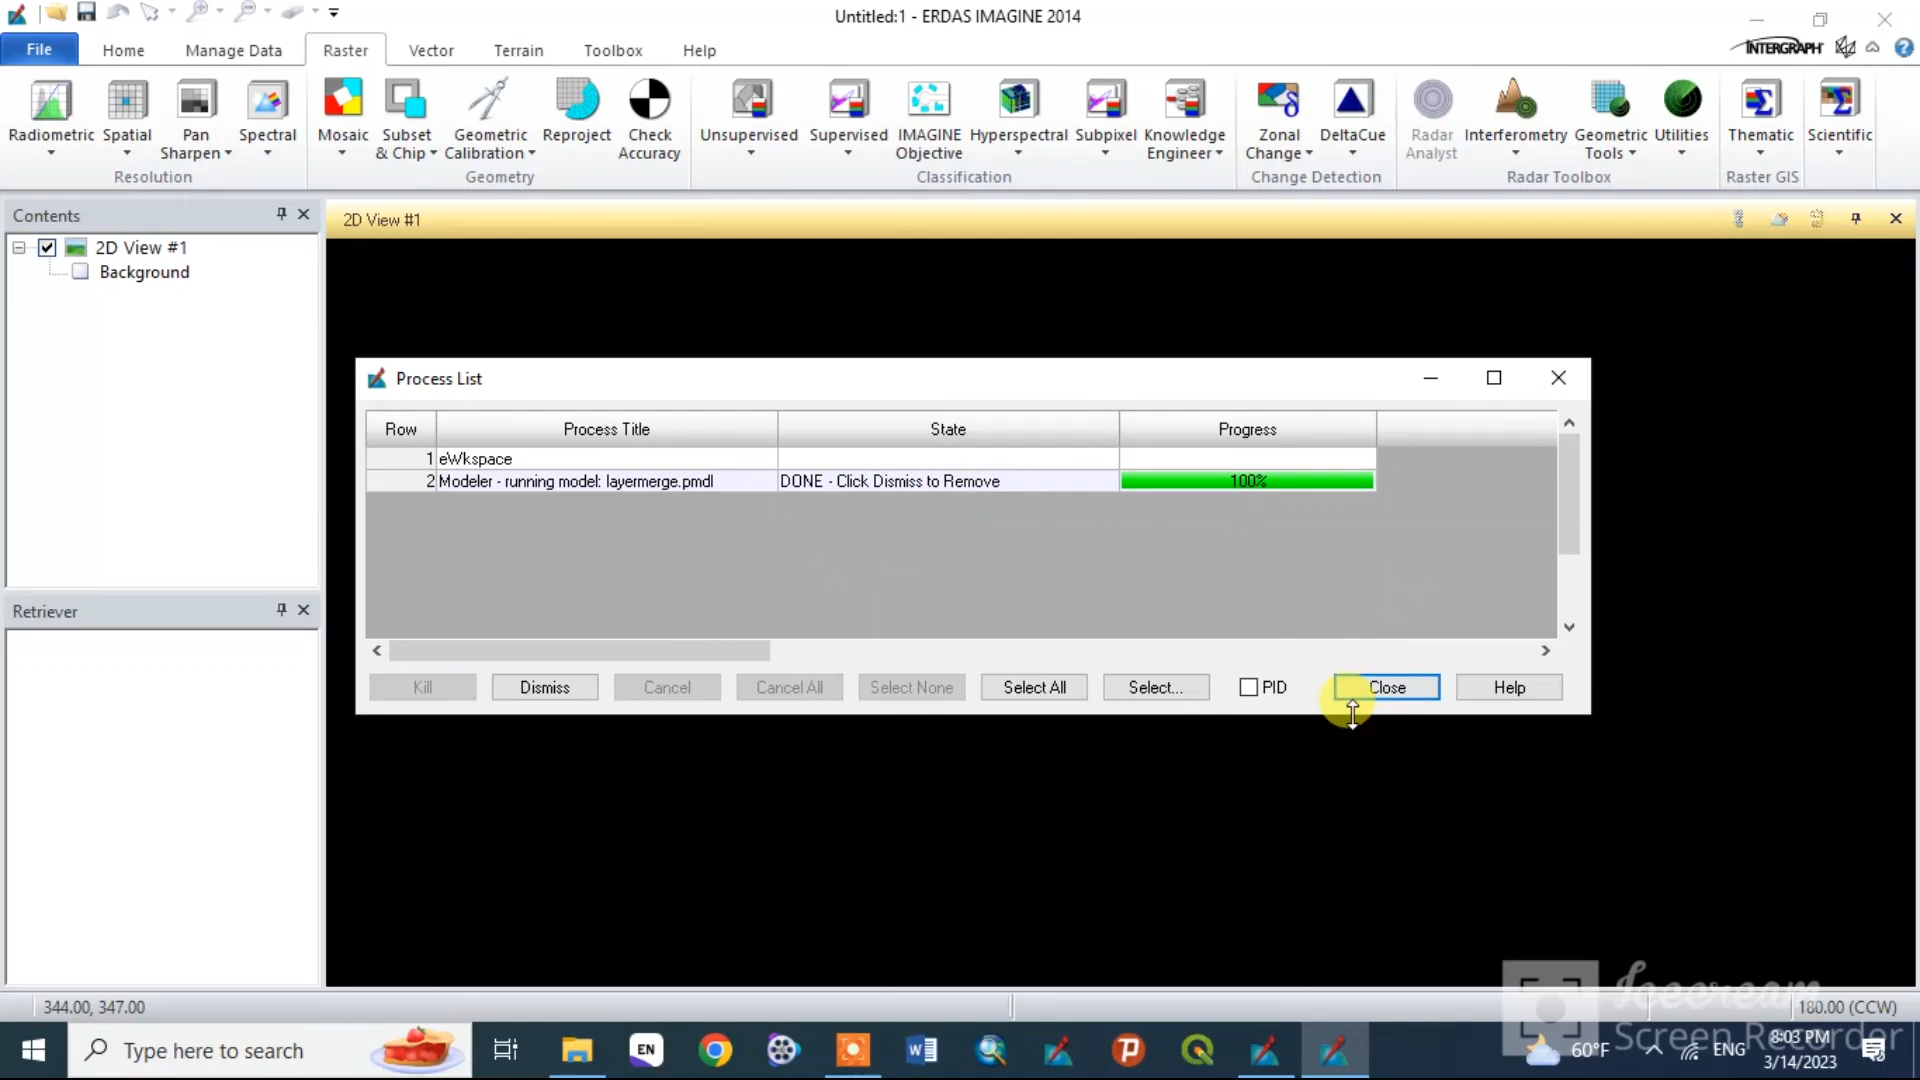 Untitled:1 - ERDAS IMAGINE 2014
File Home Manage Data Raster Vector Terrain Toolbox Help
INTERGRAPH
Radiometric Spatial Pan Sharpen Spectral
Mosaic Subset & Chip Geometric Calibration Reproject Check Accuracy
Unsupervised Supervised IMAGINE Objective Hyperspectral Subpixel Knowledge Engineer
Zonal Change DeltaCue Radar Analyst Interferometry Geometric Tools Utilities Thematic Scientific
Resolution Geometry Classification Change Detection Radar Toolbox Raster GIS
Contents
2D View #1
2D View #1
Background
Process List
Row Process Title State Progress
1 eWkspace
2 Modeler - running model: layermerge.pmdl DONE - Click Dismiss to Remove 100%
Retriever
Kill Dismiss Cancel Cancel All Select None Select All Select... PID Close Help
344.00, 347.00
180.00 (CCW)
Icecream
Screen Recorder
Type here to search
EN
60°F
ENG
8:03 PM
3/14/2023